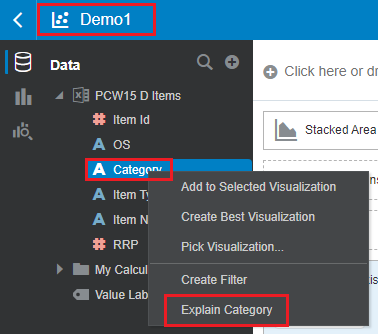 Demo1
Data
Click here or dr
PCW15 D Items
Item Id
A OS
Stacked Area
A Category
A Item Ty
Add to Selected Visualization
A Item N
Create Best Visualization
RRP
Pick Visualization...
My Calcul
Create Filter
Value Lab
Explain Category